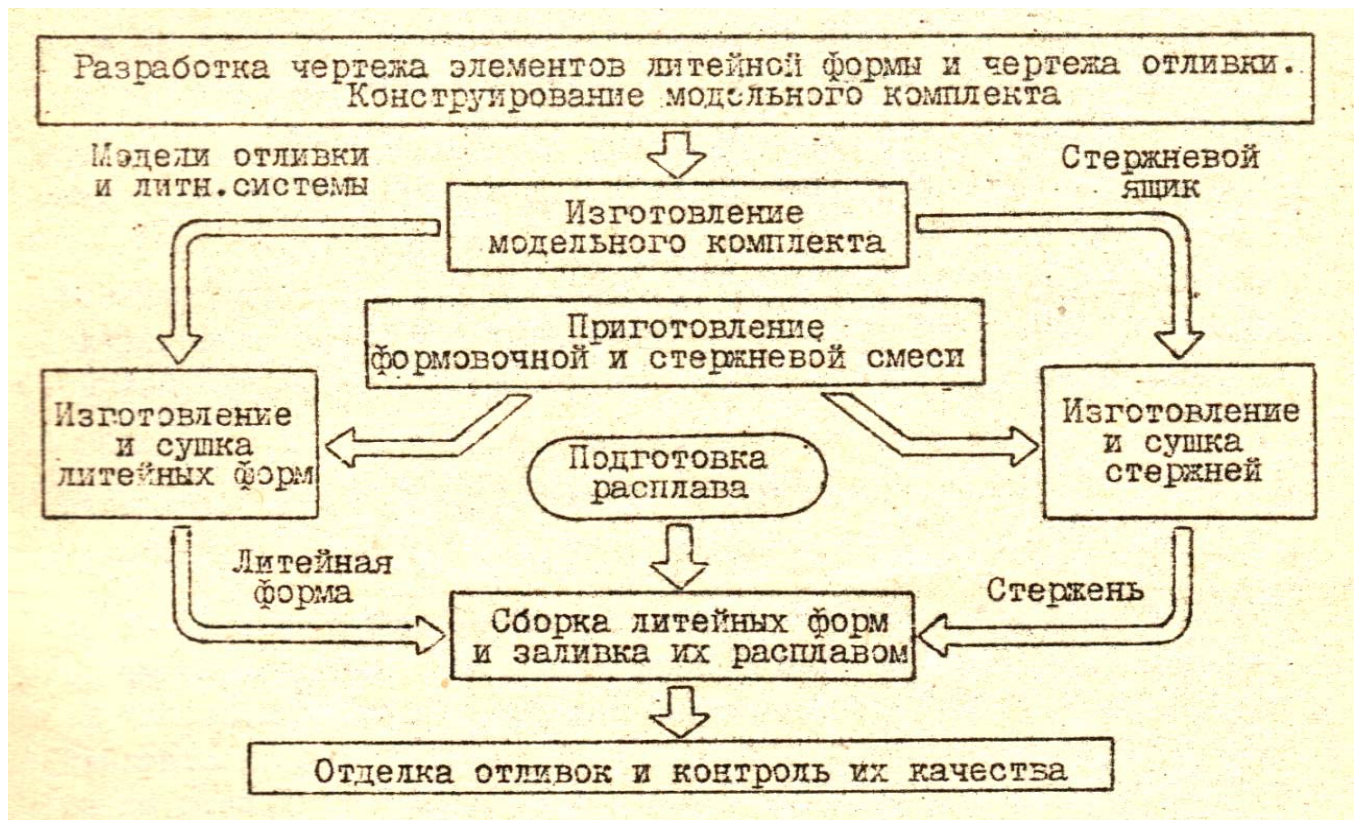 Разработка чертежа элементов литейной формы и чертежа отливки.
Конструирование модельного комплекта
Модели отливки
и литн.системы
Стержневой
ящик
Изготовление
модельного комплекта
Приготовление
формовочной и стержневой смеси
Изготовление
и сушка
литейных форм
Подготовка
расплава
Изготовление
и сушка
стержней
Литейная
форма
Стержень
Сборка литейных форм
и заливка их расплавом
Отделка отливок и контроль их качества